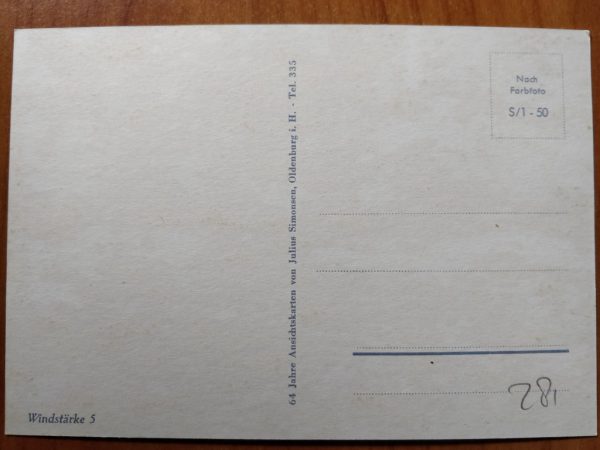 Nach
Farbfoto
S/1 - 50
64 Jahre Ansichtskarten von Julius Simonsen, Oldenburg i. H. - Tel. 335
281
Windstärke 5